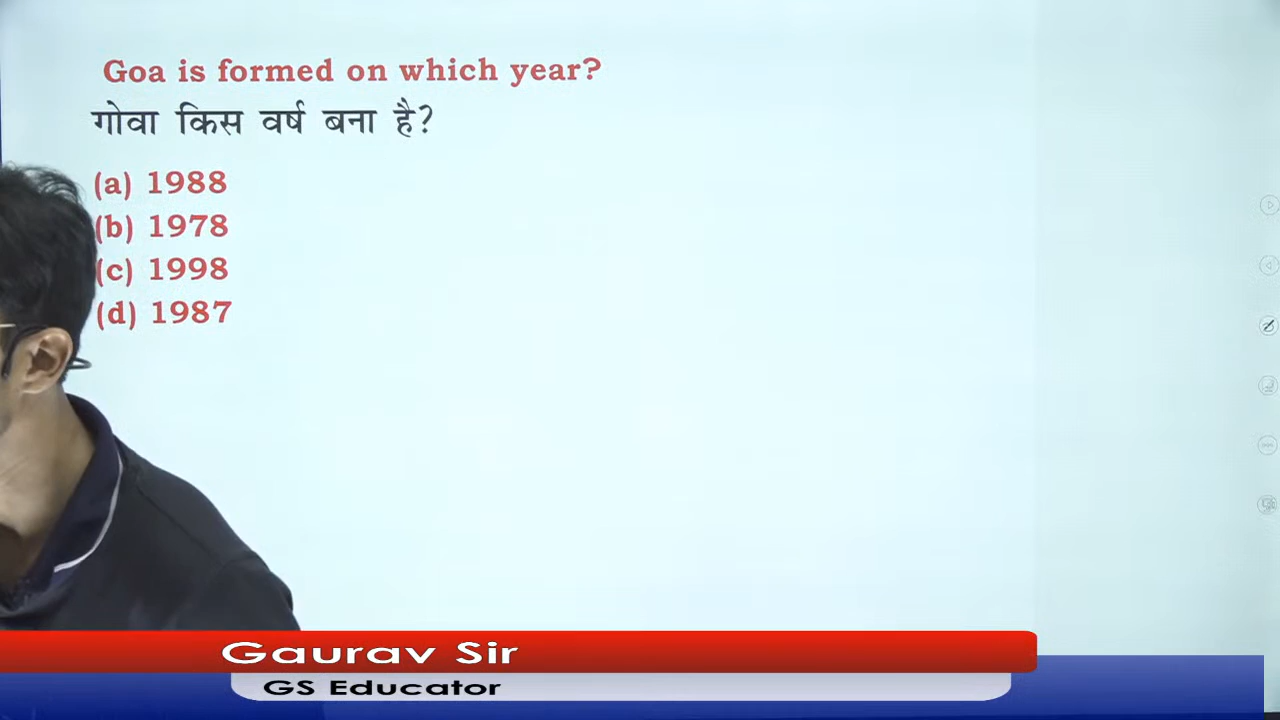 Goa is formed on which year?
गोवा किस वर्ष बना है?
(a) 1988
(b) 1978
(c) 1998
(d) 1987
Gaurav Sir
GS Educator